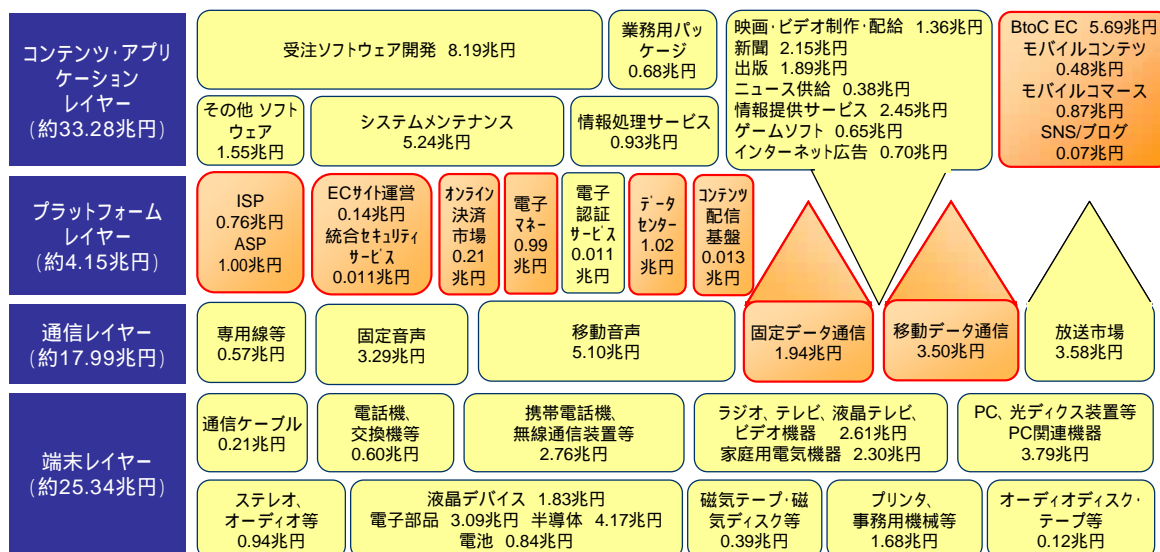 コンテンツ・アプリ
ケーション
レイヤー
(約33.28兆円)
受注ソフトウェア開発 8.19兆円
業務用パッ
ケージ
0.68兆円
映画・ビデオ制作・配給 1.36兆円
新聞 2.15兆円
出版 1.89兆円
ニュース供給 0.38兆円
情報提供サービス 2.45兆円
ゲームソフト 0.65兆円
インターネット広告 0.70兆円
BtoC EC 5.69兆円
モバイルコンテツ
0.48兆円
モバイルコマース
0.87兆円
SNS/ブログ
0.07兆円
その他 ソフト
ウェア
1.55兆円
システムメンテナンス
5.24兆円
情報処理サービス
0.93兆円
プラットフォーム
レイヤー
(約4.15兆円)
ISP
0.76兆円
ASP
1.00兆円
ECサイト運営
0.14兆円
統合セキュリティ
サービス
0.011兆円
オンライン
決済
市場
0.21
兆円
電子
マネー
0.99
兆円
電子
認証
サービス
0.011
兆円
データ
センター
1.02
兆円
コンテンツ
配信
基盤
0.013
兆円
通信レイヤー
(約17.99兆円)
専用線等
0.57兆円
固定音声
3.29兆円
移動音声
5.10兆円
固定データ通信
1.94兆円
移動データ通信
3.50兆円
放送市場
3.58兆円
端末レイヤー
(約25.34兆円)
通信ケーブル
0.21兆円
電話機、
交換機等
0.60兆円
携帯電話機、
無線通信装置等
2.76兆円
ラジオ、テレビ、液晶テレビ、
ビデオ機器 2.61兆円
家庭用電気機器 2.30兆円
PC、光ディクス装置等
PC関連機器
3.79兆円
ステレオ、
オーディオ等
0.94兆円
液晶デバイス 1.83兆円
電子部品 3.09兆円 半導体 4.17兆円
電池 0.84兆円
磁気テープ・磁
気ディスク等
0.39兆円
プリンタ、
事務用機械等
1.68兆円
オーディオディスク・
テープ等
0.12兆円